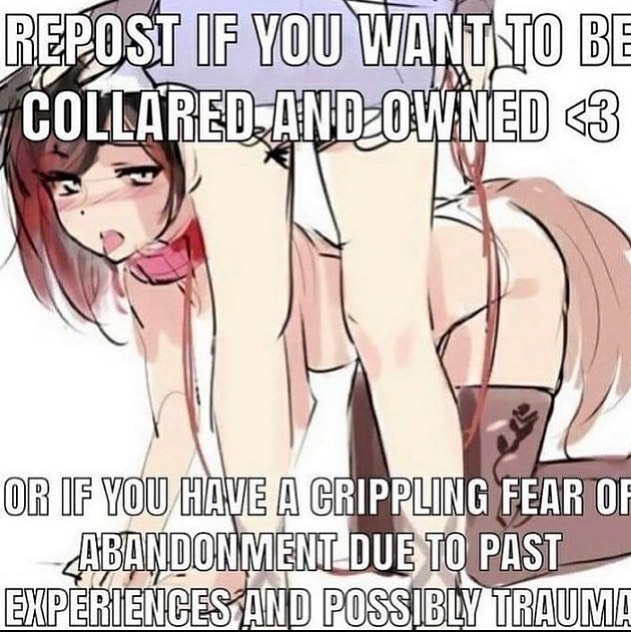 REPOST IF YOU WANT TO BE
COLLARED AND OWNED <3
OR IF YOU HAVE A CRIPPLING FEAR OF
ABANDONMENT DUE TO PAST
EXPERIENCES AND POSSIBLY TRAUMA